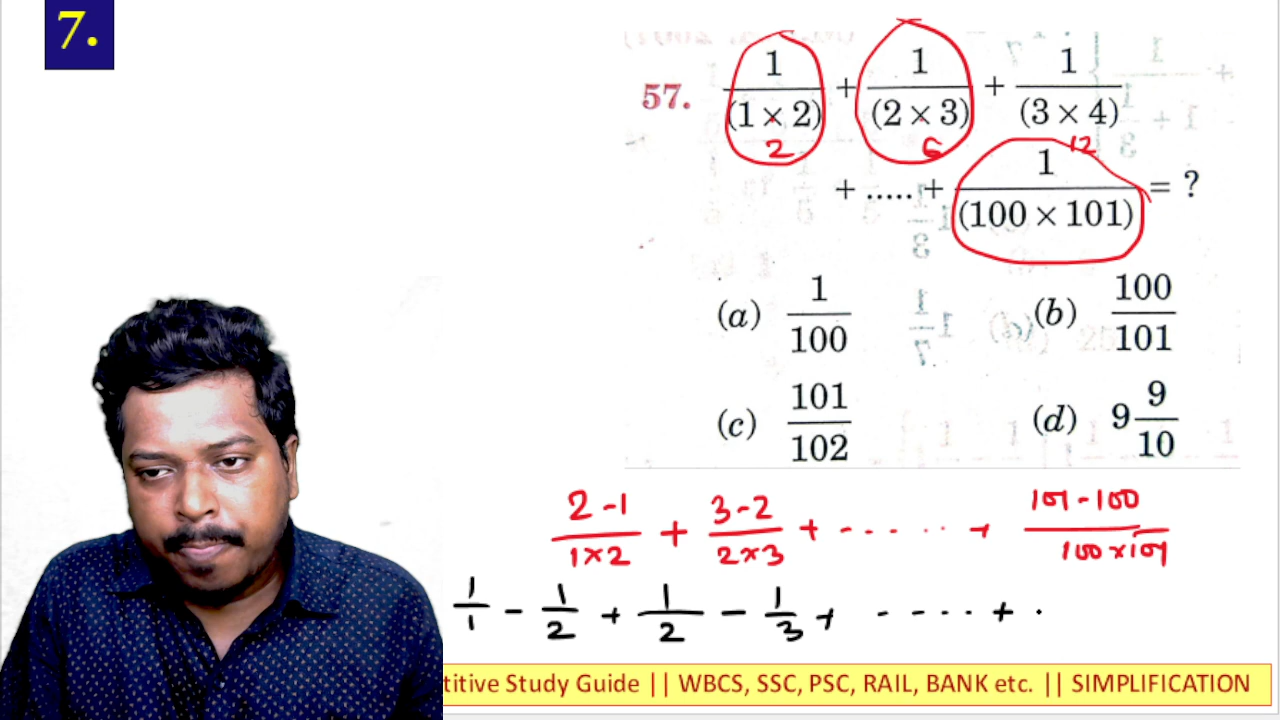 7.
57. 1/(1 × 2) + 1/(2 × 3) + 1/(3 × 4)
2 6 12
+ ..... + 1/(100 × 101) = ?
(a) 1/100 (b) 100/101
(c) 101/102 (d) 9 9/10
2-1/1×2 + 3-2/2×3 + ...... + 101-100/100×101
1/1 - 1/2 + 1/2 - 1/3 + ..... + .
titive Study Guide || WBCS, SSC, PSC, RAIL, BANK etc. || SIMPLIFICATION